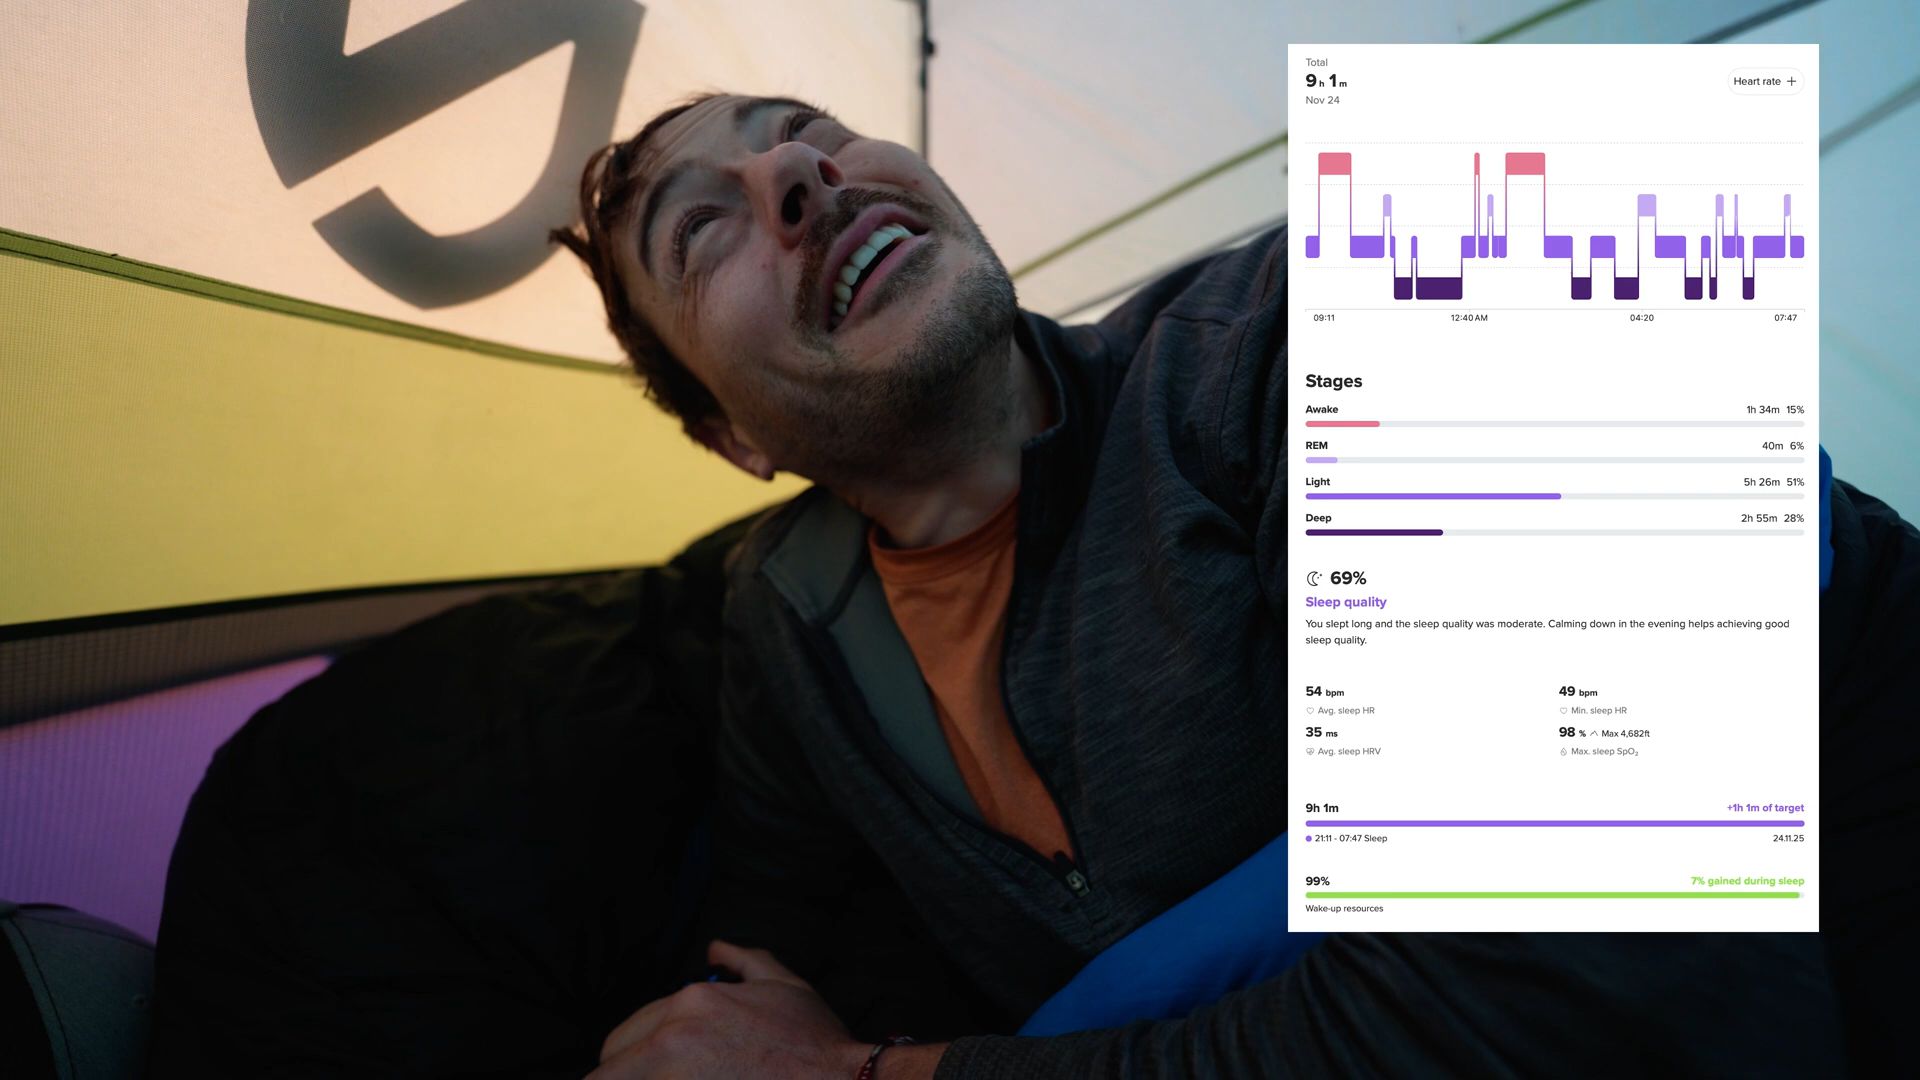 Total
9 h 1 m
Heart rate +
Nov 24
09:11 12:40 AM 04:20 07:47
Stages
Awake 1h 34m 15%
REM 40m 6%
Light 5h 26m 51%
Deep 2h 55m 28%
69%
Sleep quality
You slept long and the sleep quality was moderate. Calming down in the evening helps achieving good
sleep quality.
54 bpm 49 bpm
Avg. sleep HR Min. sleep HR
35 ms 98 % Max 4,682ft
Avg. sleep HRV Max. sleep SpO₂
9h 1m +1h 1m of target
21:11 - 07:47 Sleep 24.11.25
99% 7% gained during sleep
Wake-up resources